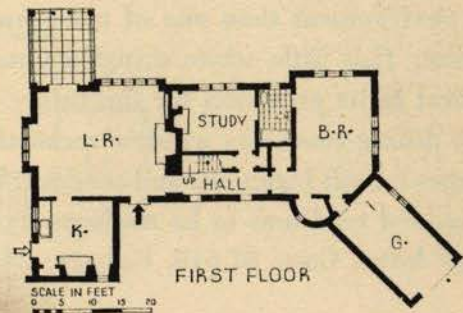 STUDY
B.R.
L.R.
UP
HALL
K.
G.
FIRST FLOOR
SCALE IN FEET
0 5 10 15 20